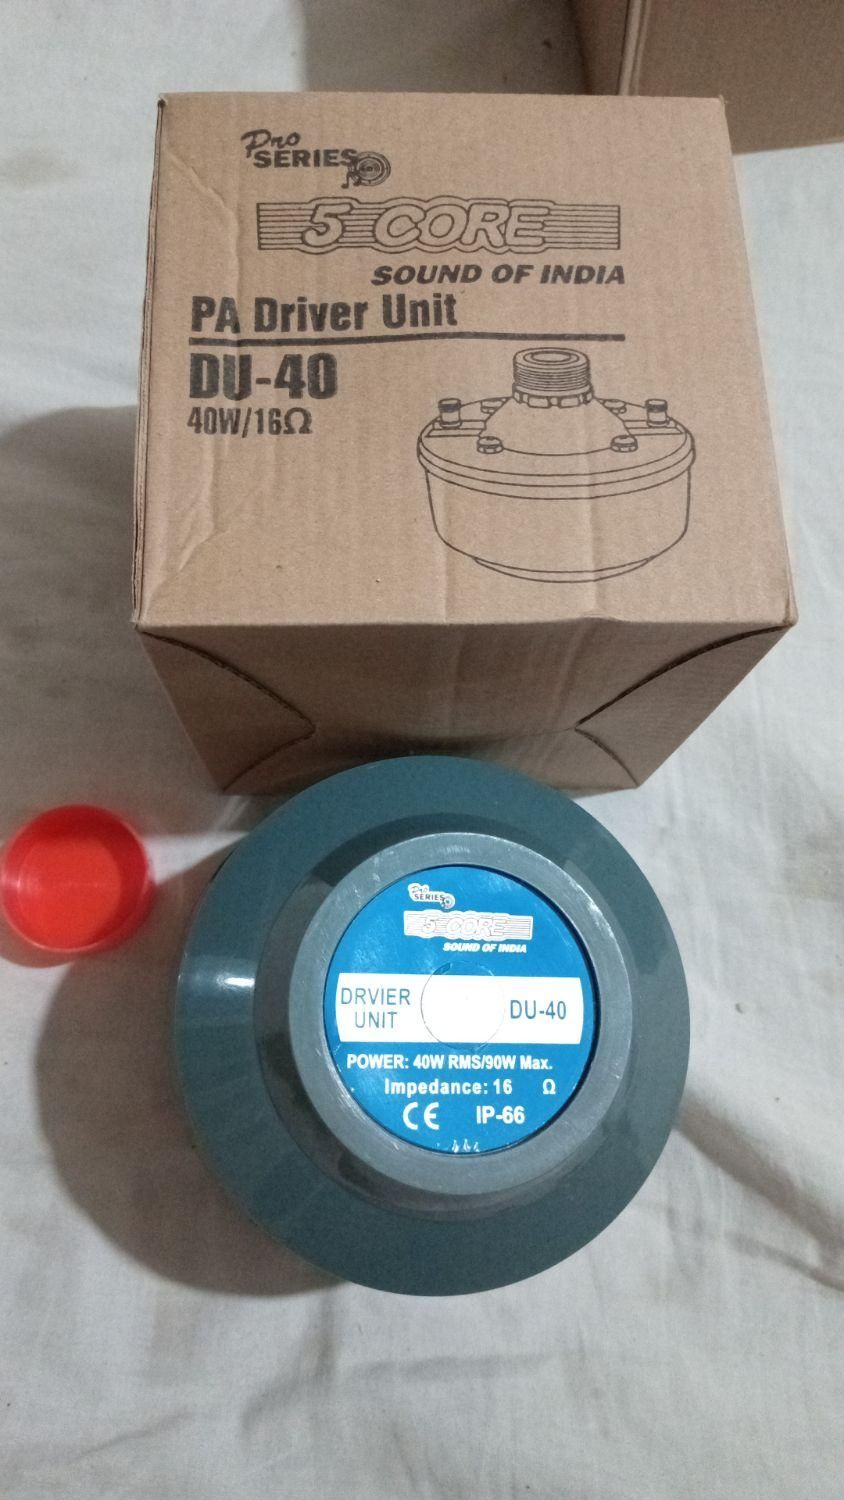 Pro
SERIES
5 CORE
SOUND OF INDIA
PA Driver Unit
DU-40
40W/16Ω
Pro
SERIES
5 CORE
SOUND OF INDIA
DRVIER
UNIT
DU-40
POWER: 40W RMS/90W Max.
Impedance: 16 Ω
CE IP-66